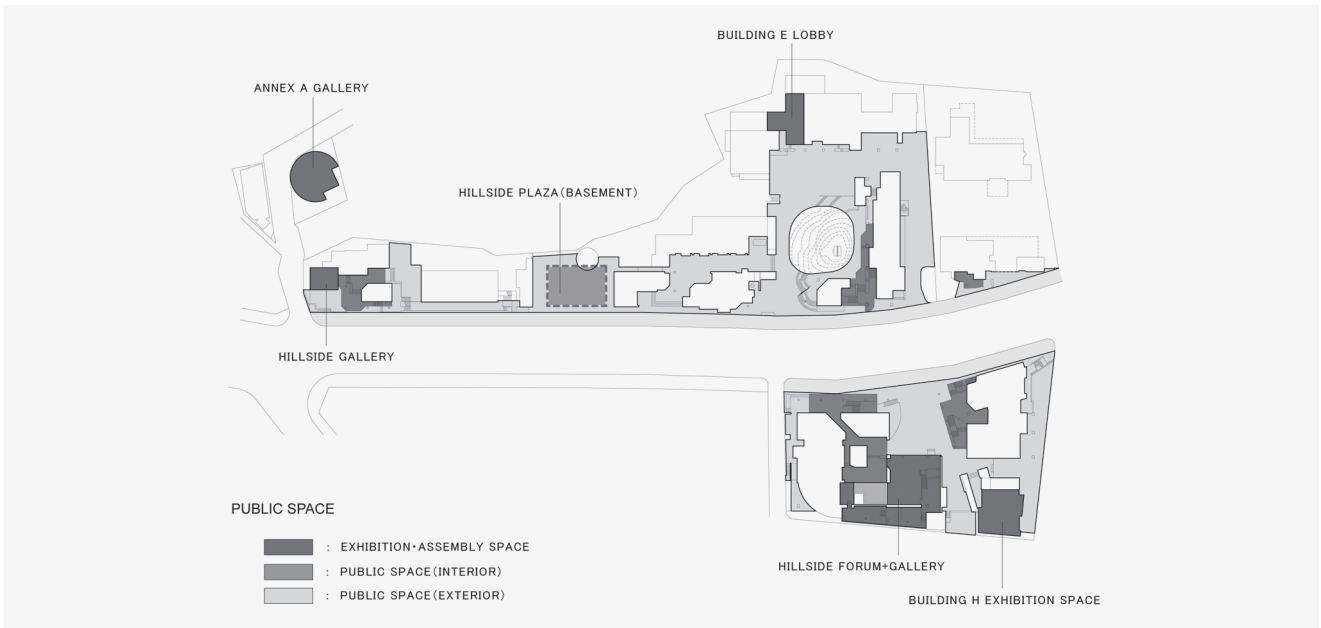 BUILDING E LOBBY
ANNEX A GALLERY
HILLSIDE PLAZA(BASEMENT)
HILLSIDE GALLERY
PUBLIC SPACE
: EXHIBITION・ASSEMBLY SPACE
: PUBLIC SPACE(INTERIOR)
: PUBLIC SPACE(EXTERIOR)
HILLSIDE FORUM+GALLERY
BUILDING H EXHIBITION SPACE